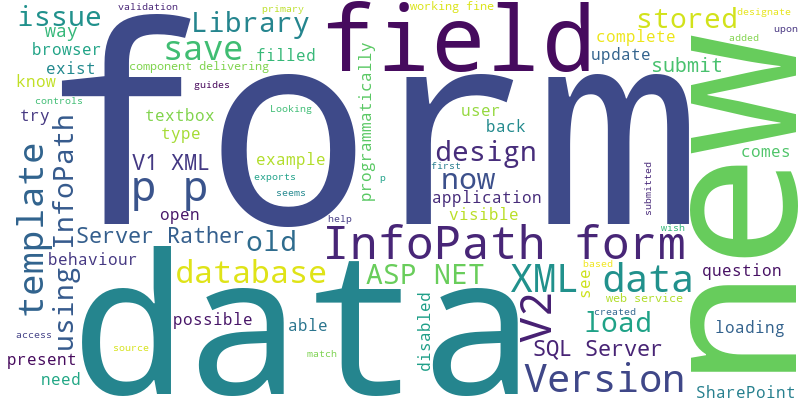 validation
primary
working fine
designate
issue
Library
field
stored
upon
way
save
complete
added
browser
filled
update
exist
component delivering
submit
know
guides
form
new
controls
Looking
programmatically
try
textbox
user
type
back
V1 XML
example
design
first
comes
exports
seems
now
p
p p
application
submitted
template
using InfoPath
open
visible
help
wish
Server Rather
old
InfoPath form
behaviour
database
ASP NET
XML
data
see
based
question
data
web service
possible
able
disabled
V2
load
created
loading
access
source
match
SQL Server
present
need
Version
SharePoint